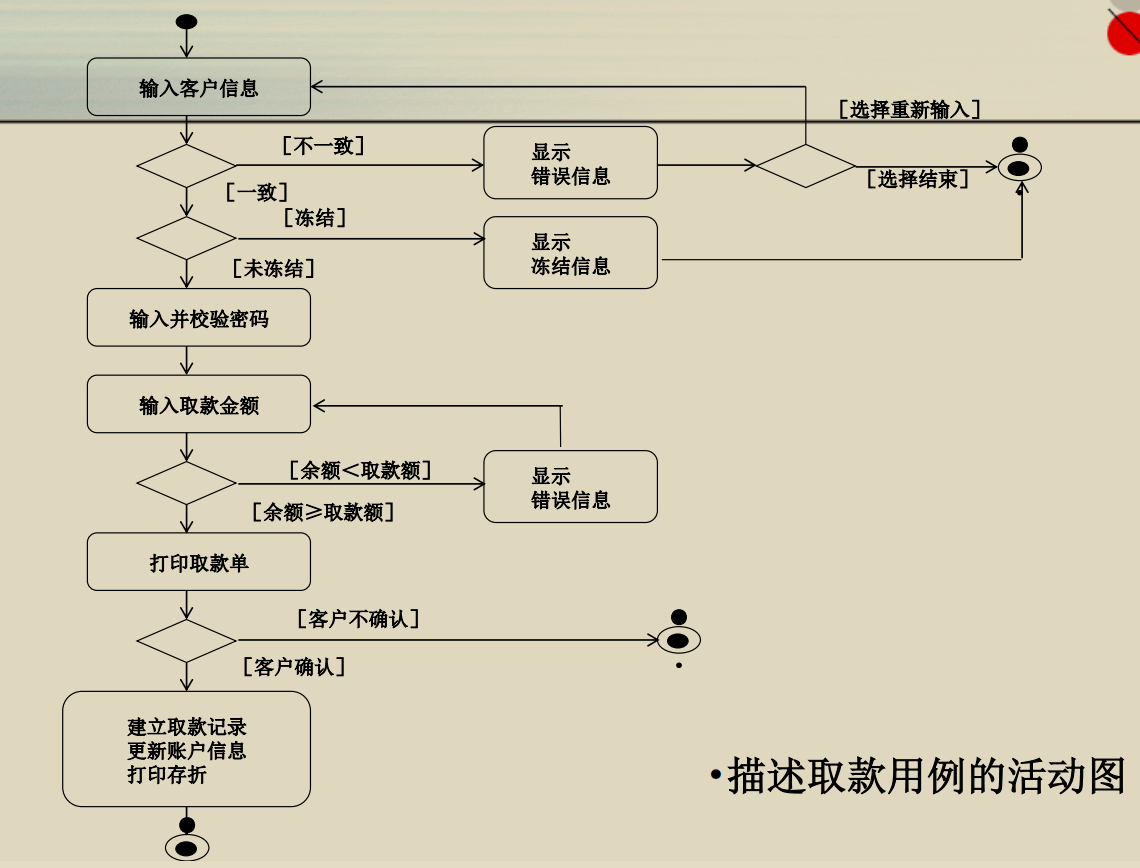 输入客户信息
[选择重新输入]
[不一致]
显示
错误信息
[选择结束]
[一致]
[冻结]
显示
冻结信息
[未冻结]
输入并校验密码
输入取款金额
[余额<取款额]
显示
错误信息
[余额≥取款额]
打印取款单
[客户不确认]
[客户确认]
建立取款记录
更新账户信息
打印存折
•描述取款用例的活动图